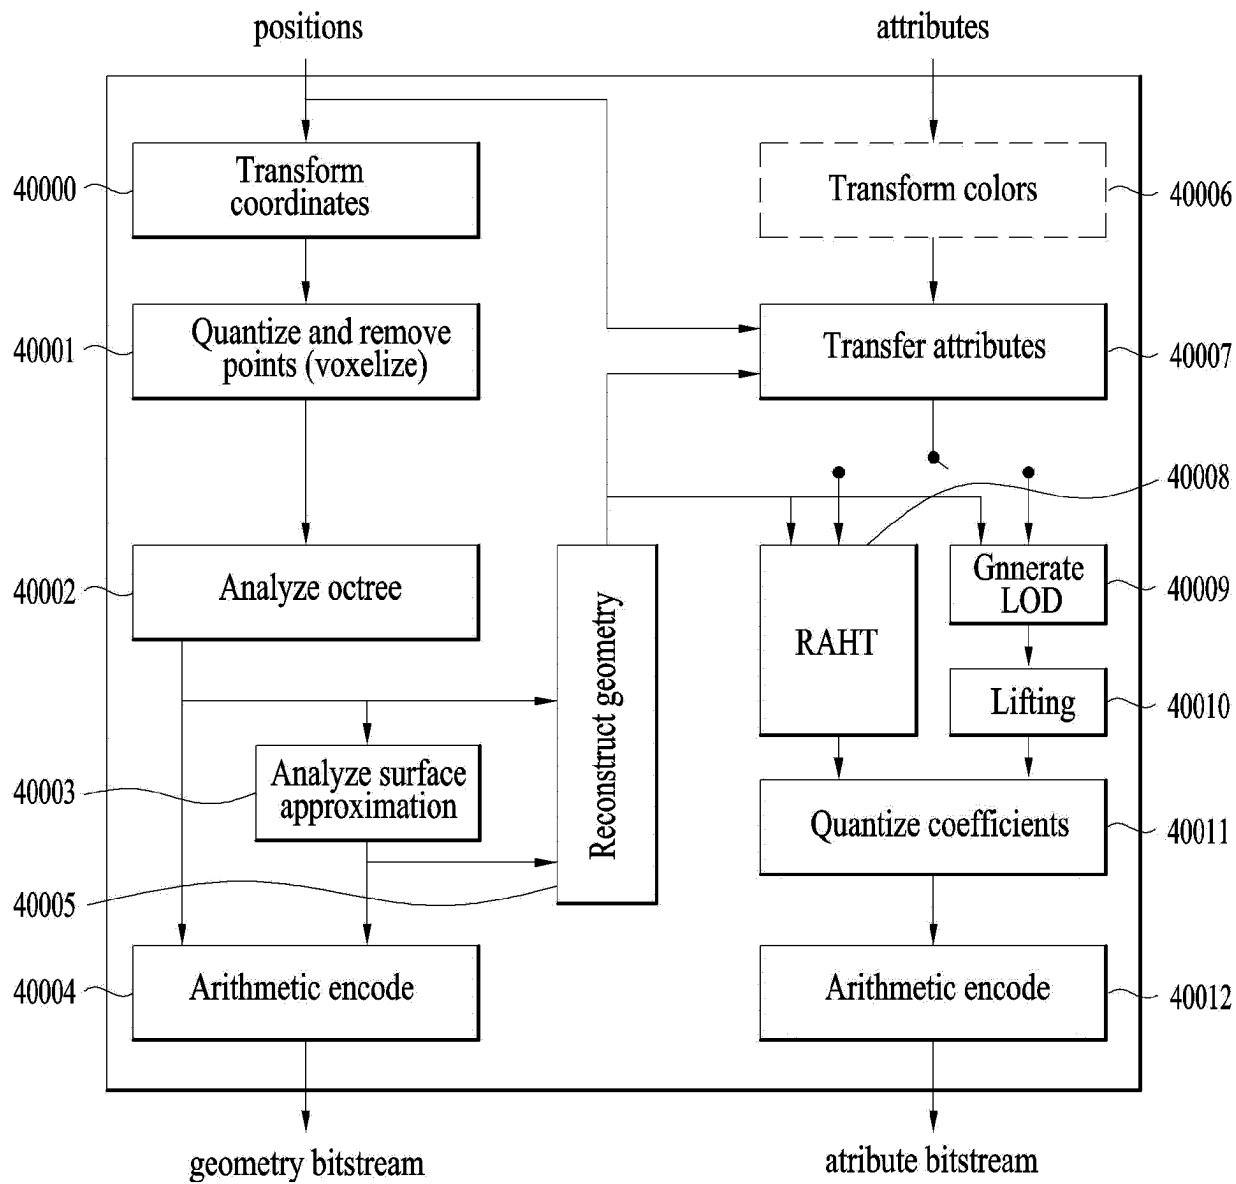 positions
attributes
40000
Transform
coordinates
Transform colors
40006
40001
Quantize and remove
points (voxelize)
Transfer attributes
40007
40008
40002
Analyze octree
Reconstruct geometry
RAHT
Gnnerate
LOD
40009
Lifting
40010
40003
Analyze surface
approximation
Quantize coefficients
40011
40005
40004
Arithmetic encode
Arithmetic encode
40012
geometry bitstream
atribute bitstream